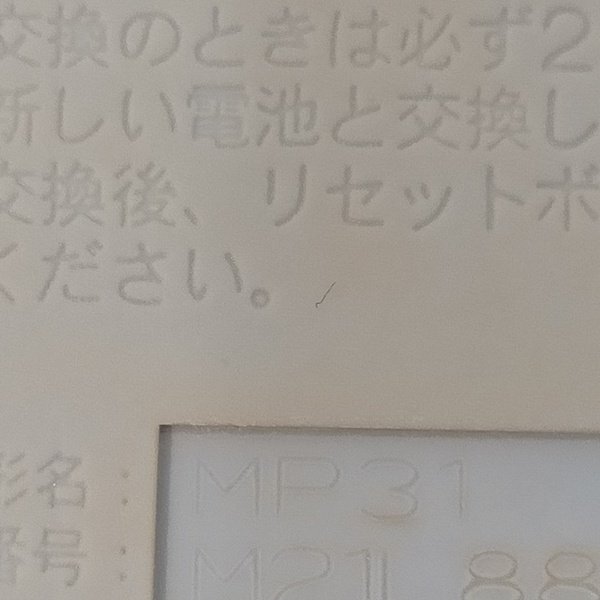 交換のときは必ず2
新しい電池と交換し
交換後、リセットボ
ください。
形名： MP31
番号： M21L 88